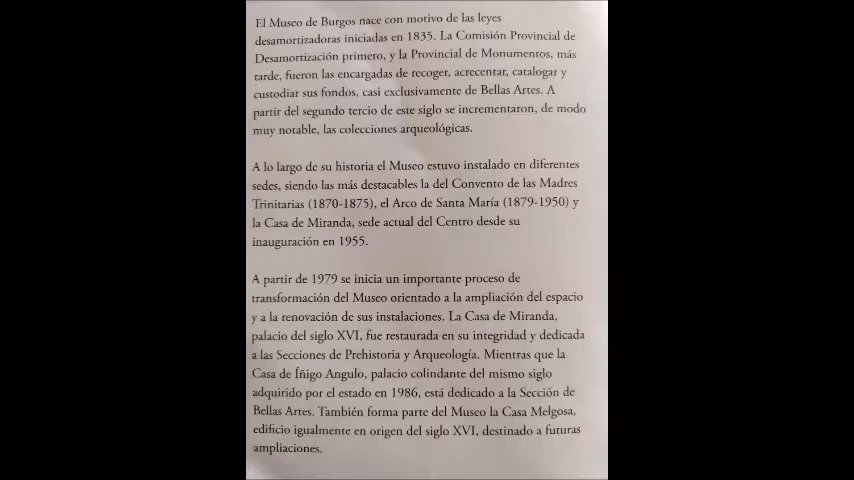 El Museo de Burgos nace con motivo de las leyes
desamortizadoras iniciadas en 1835. La Comisión Provincial de
Desamortización primero, y la Provincial de Monumentos, más
tarde, fueron las encargadas de recoger, acrecentar, catalogar y
custodiar sus fondos, casi exclusivamente de Bellas Artes. A
partir del segundo tercio de este siglo se incrementaron, de modo
muy notable, las colecciones arqueológicas.
A lo largo de su historia el Museo estuvo instalado en diferentes
sedes, siendo las más destacables la del Convento de las Madres
Trinitarias (1870-1875), el Arco de Santa María (1879-1950) y
la Casa de Miranda, sede actual del Centro desde su
inauguración en 1955.
A partir de 1979 se inicia un importante proceso de
transformación del Museo orientado a la ampliación del espacio
y a la renovación de sus instalaciones. La Casa de Miranda,
palacio del siglo XVI, fue restaurada en su integridad y dedicada
a las Secciones de Prehistoria y Arqueología. Mientras que la
Casa de Íñigo Angulo, palacio colindante del mismo siglo
adquirido por el estado en 1986, está dedicado a la Sección de
Bellas Artes. También forma parte del Museo la Casa Melgosa,
edificio igualmente en origen del siglo XVI, destinado a futuras
ampliaciones.